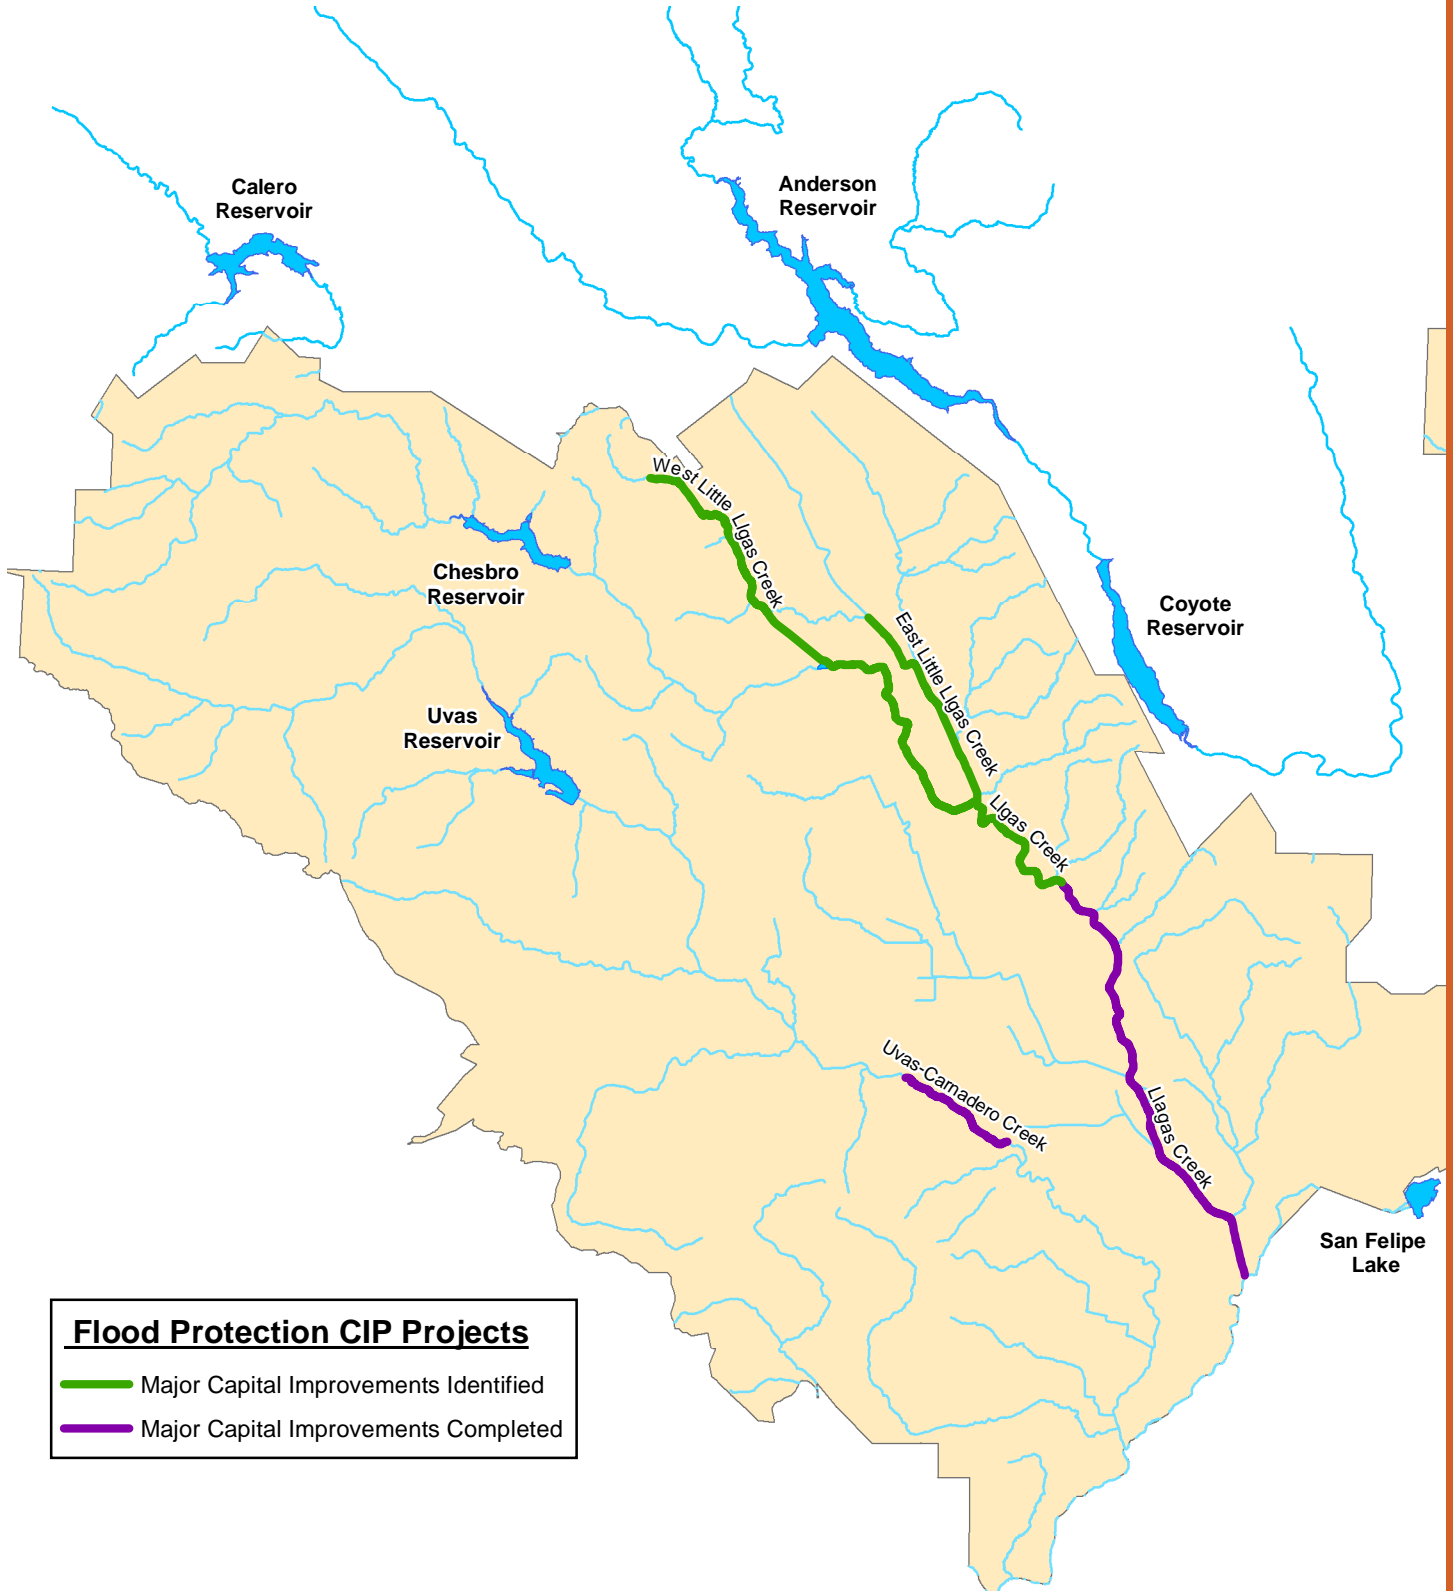 Calero
Reservoir
Anderson
Reservoir
West Little Llgas Creek
Chesbro
Reservoir
Coyote
Reservoir
East Little Llgas Creek
Uvas
Reservoir
Llgas Creek
Uvas-Carnadero Creek
Llagas Creek
San Felipe
Lake
Flood Protection CIP Projects
Major Capital Improvements Identified
Major Capital Improvements Completed